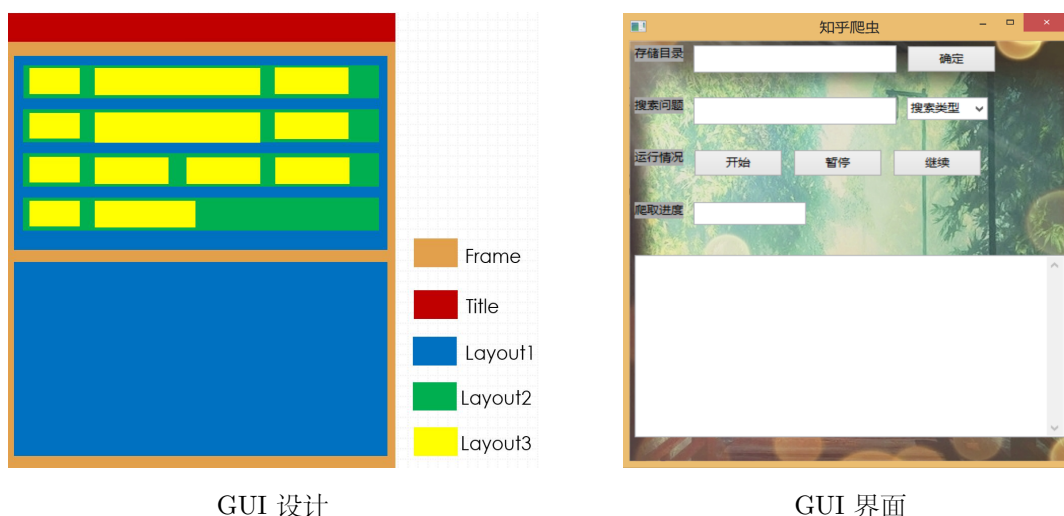 Frame
Title
Layout1
Layout2
Layout3
GUI 设计
知乎爬虫
存储目录 确定
搜索问题 搜索类型
运行情况 开始 暂停 继续
爬取进度
GUI 界面